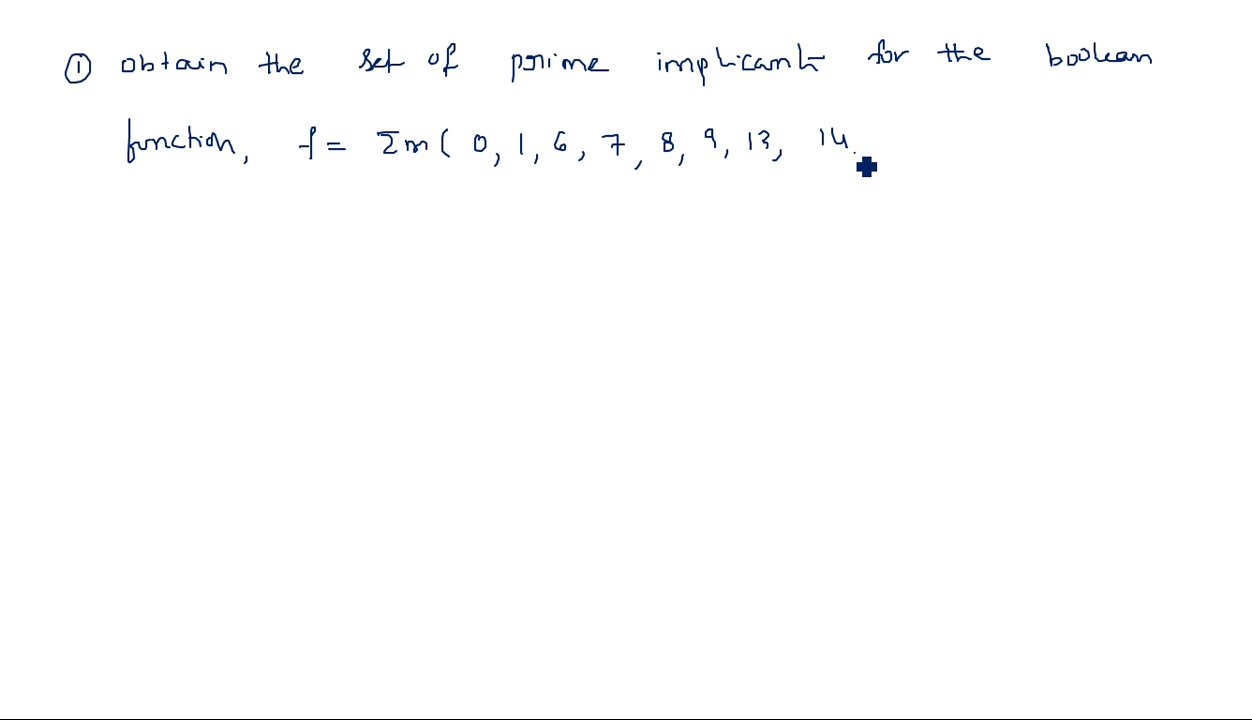 ① obtain the set of prime implicants for the boolean
function, f = Σm( 0, 1, 6, 7, 8, 9, 13, 14